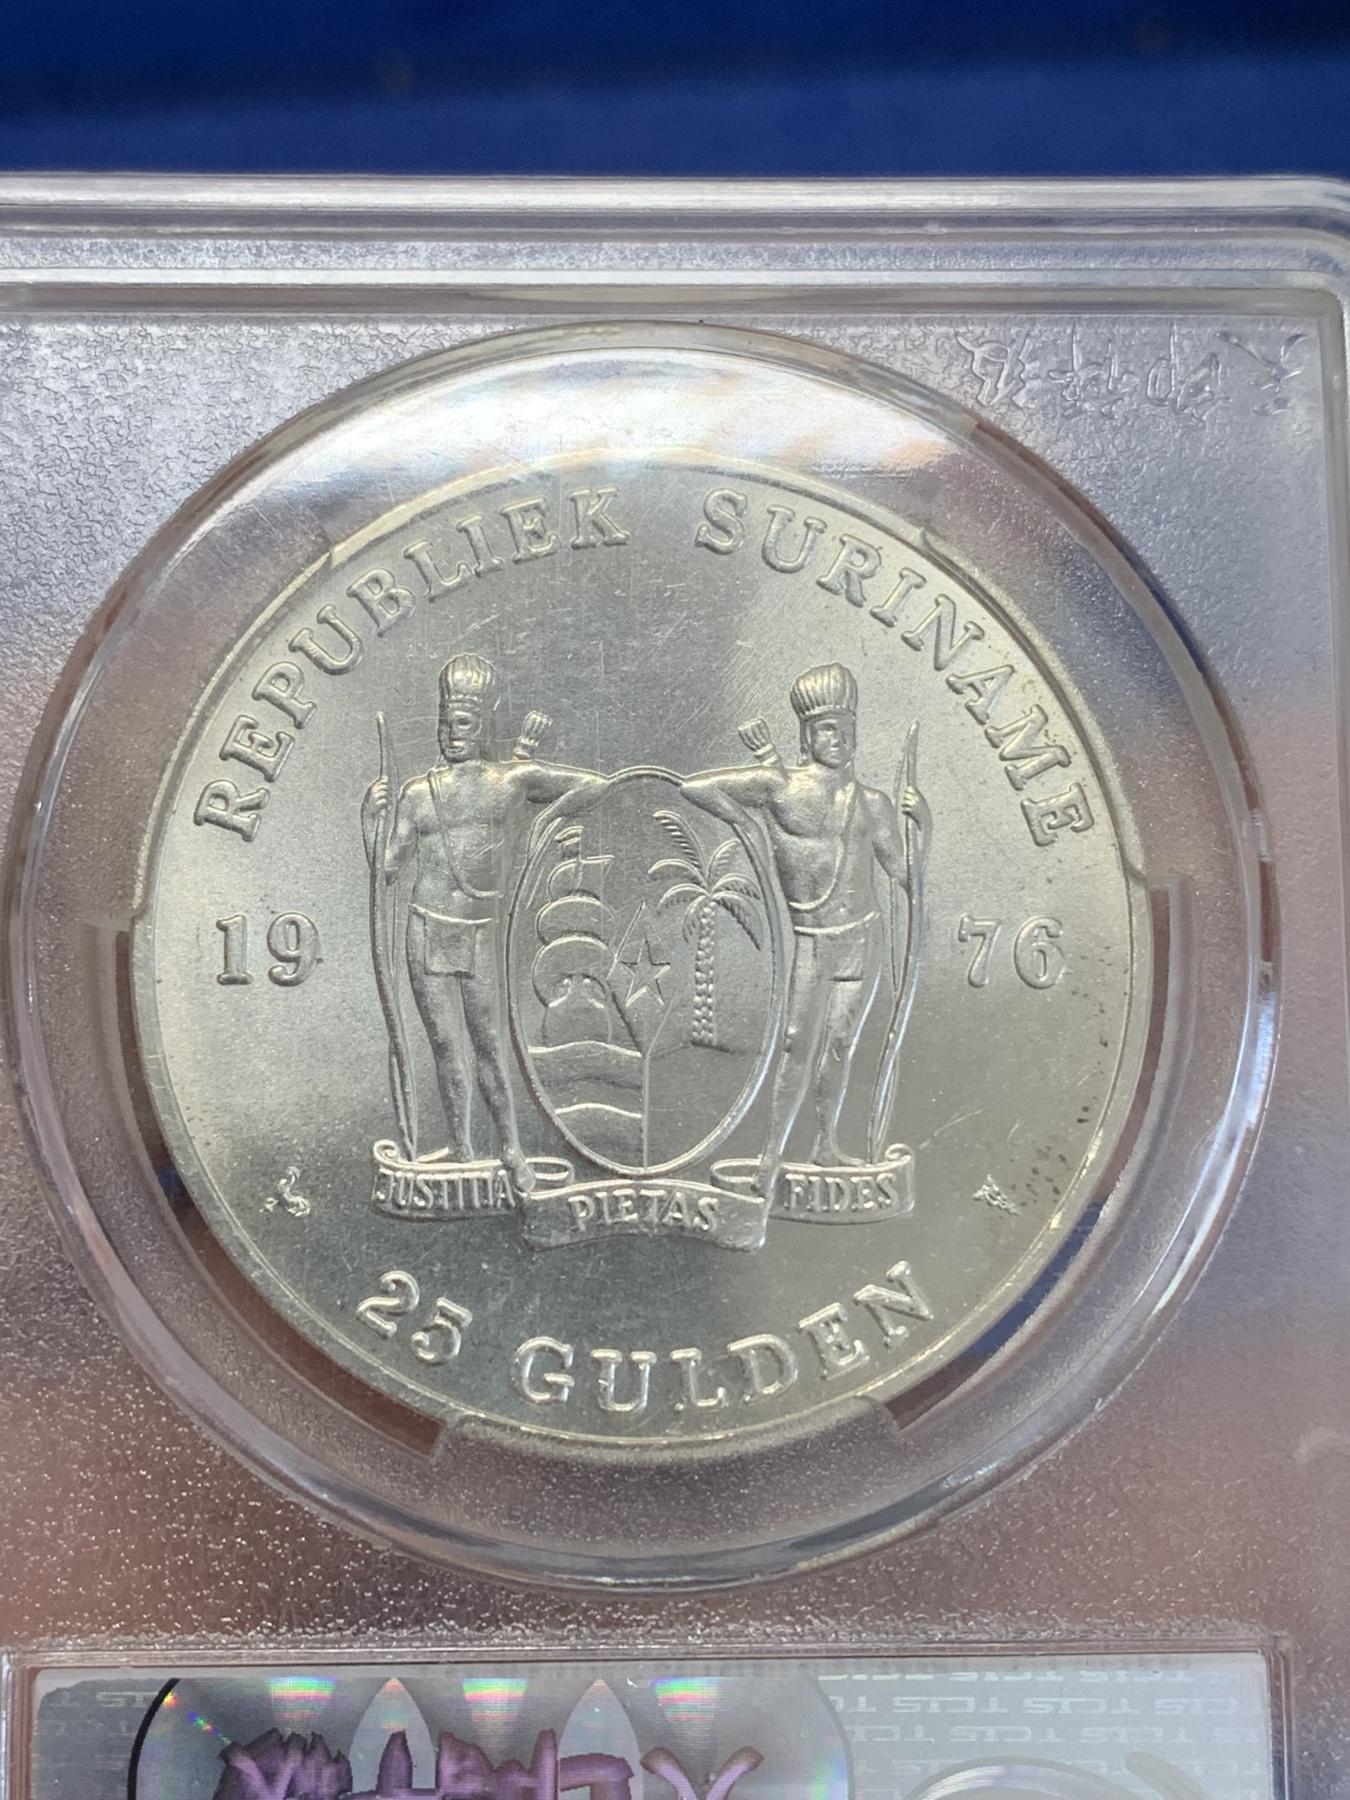 REPUBLIEK SURINAME
19 76
JUSTITIA PIETAS FIDES
25 GULDEN